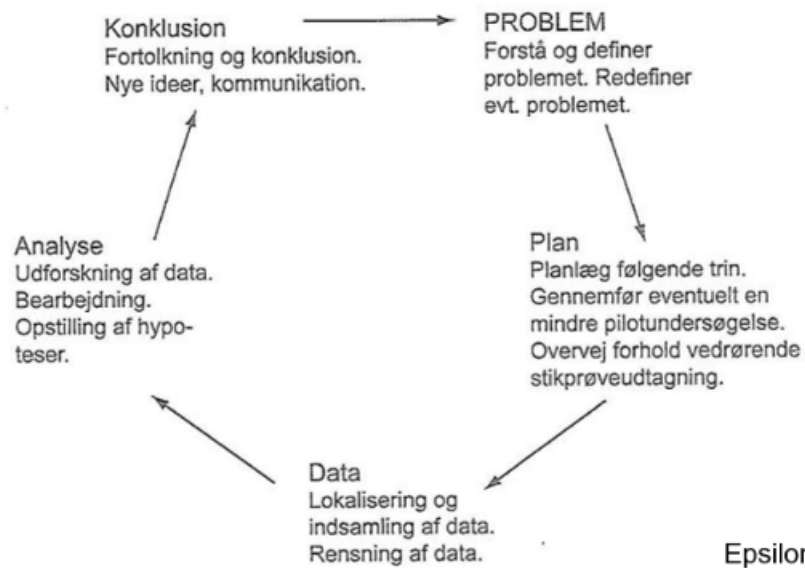 PROBLEM
Forstå og definer
problemet. Redefiner
evt. problemet.
Plan
Planlæg følgende trin.
Gennemfør eventuelt en
mindre pilotundersøgelse.
Overvej forhold vedrørende
stikprøveudtagning.
Data
Lokalisering og
indsamling af data.
Rensning af data.
Analyse
Udforskning af data.
Bearbejdning.
Opstilling af hypo-
teser.
Konklusion
Fortolkning og konklusion.
Nye ideer, kommunikation.
Epsilon